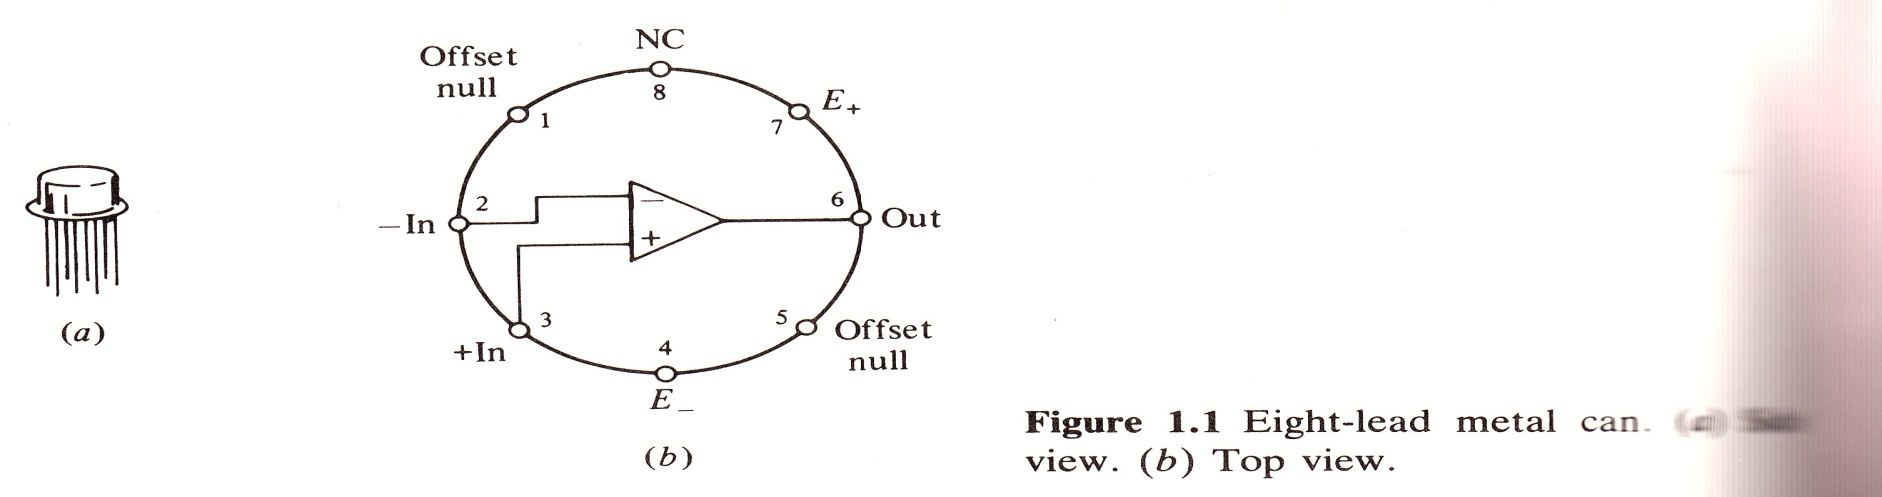 Offset
null
NC
E+
1
8
7
2
6
−In
Out
−
+
3
4
5
+In
Offset
null
E−
(a)
(b)
Figure 1.1 Eight-lead metal can.
view. (b) Top view.